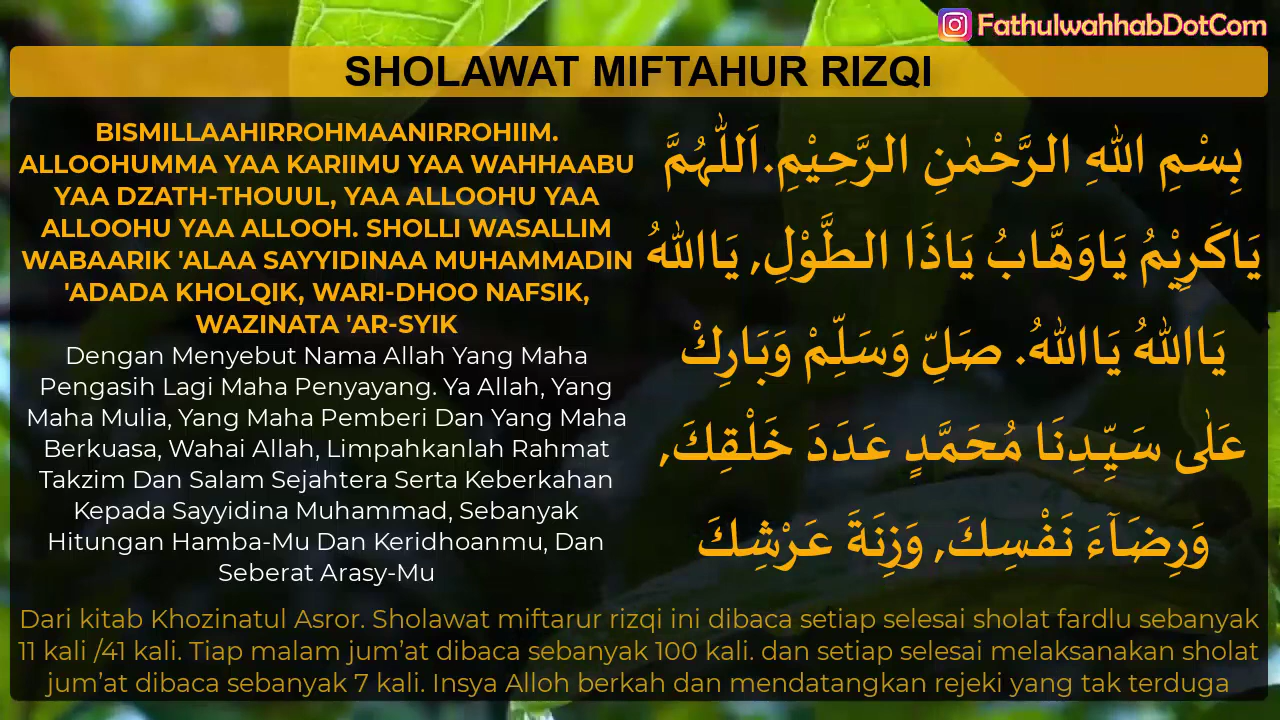 FathulwahhabDotCom
SHOLAWAT MIFTAHUR RIZQI
BISMILLAAHIRROHMAANIRROHIIM.
ALLOOHUMMA YAA KARIIMU YAA WAHHAABU
YAA DZATH-THOUUL, YAA ALLOOHU YAA
ALLOOHU YAA ALLOOH. SHOLLI WASALLIM
WABAARIK 'ALAA SAYYIDINAA MUHAMMADIN
'ADADA KHOLQIK, WARI-DHOO NAFSIK,
WAZINATA 'AR-SYIK
Dengan Menyebut Nama Allah Yang Maha
Pengasih Lagi Maha Penyayang. Ya Allah, Yang
Maha Mulia, Yang Maha Pemberi Dan Yang Maha
Berkuasa, Wahai Allah, Limpahkanlah Rahmat
Takzim Dan Salam Sejahtera Serta Keberkahan
Kepada Sayyidina Muhammad, Sebanyak
Hitungan Hamba-Mu Dan Keridhoanmu, Dan
Seberat Arasy-Mu
بِسْمِ اللهِ الرَّحْمٰنِ الرَّحِيْمِ.اَللّٰهُمَّ
يَاكَرِيْمُ يَاوَهَّابُ يَاذَا الطَّوْلِ, يَااللهُ
يَااللهُ يَااللهُ. صَلِّ وَسَلِّمْ وَبَارِكْ
عَلٰى سَيِّدِنَا مُحَمَّدٍ عَدَدَ خَلْقِكَ,
وَرِضَآءَ نَفْسِكَ, وَزِنَةَ عَرْشِكَ
Dari kitab Khozinatul Asror. Sholawat miftarur rizqi ini dibaca setiap selesai sholat fardlu sebanyak
11 kali /41 kali. Tiap malam jum’at dibaca sebanyak 100 kali. dan setiap selesai melaksanakan sholat
jum’at dibaca sebanyak 7 kali. Insya Alloh berkah dan mendatangkan rejeki yang tak terduga